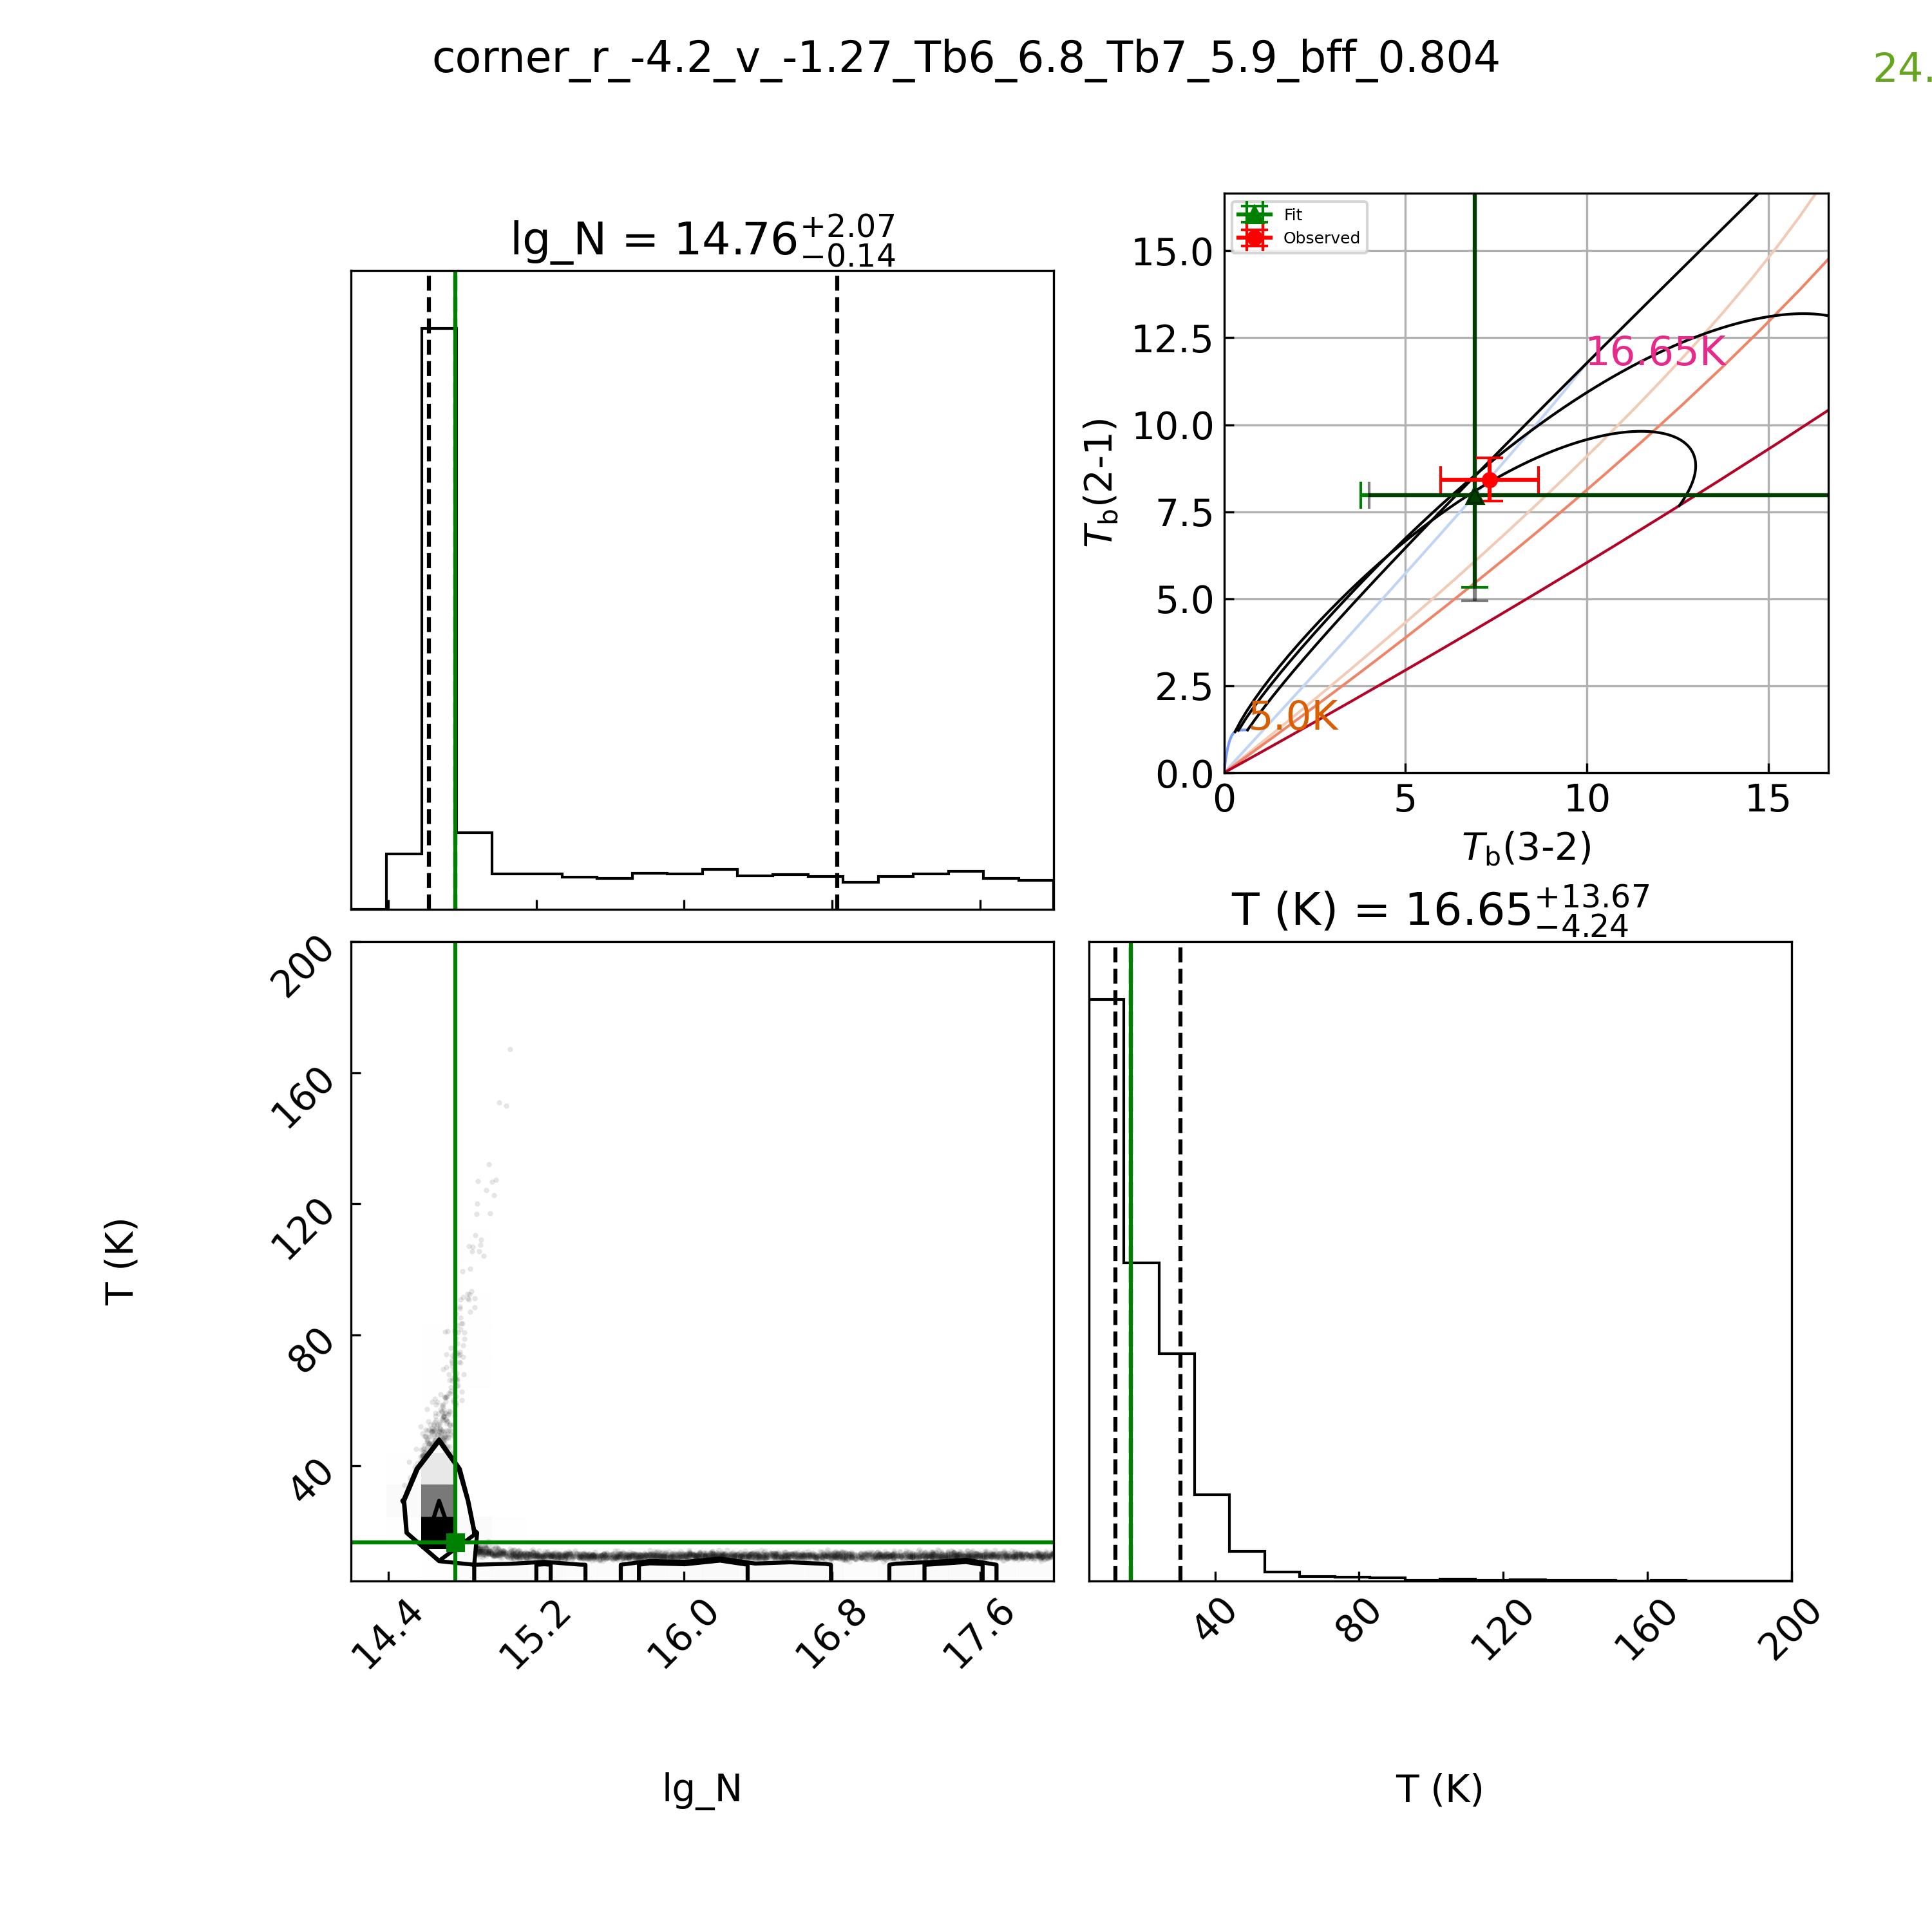 corner_r_-4.2_v_-1.27_Tb6_6.8_Tb7_5.9_bff_0.804
24.
lg_N = 14.76 +2.07 −0.14
Fit
Observed
15.0
12.5
10.0
7.5
5.0
2.5
0.0
16.65K
5.0K
T_b(2-1)
0
5
10
15
T_b(3-2)
T (K) = 16.65 +13.67 −4.24
200
160
120
80
40
T (K)
14.4
15.2
16.0
16.8
17.6
lg_N
40
80
120
160
200
T (K)